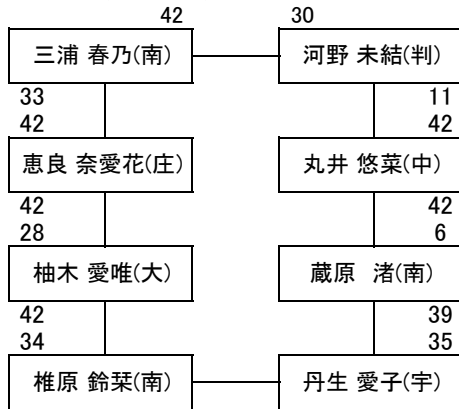 42 30
三浦 春乃(南) 河野 未結(判)
33 11
42 42
恵良 奈愛花(庄) 丸井 悠菜(中)
42 42
28 6
柚木 愛唯(大) 蔵原 渚(南)
42 39
34 35
椎原 鈴栞(南) 丹生 愛子(宇)